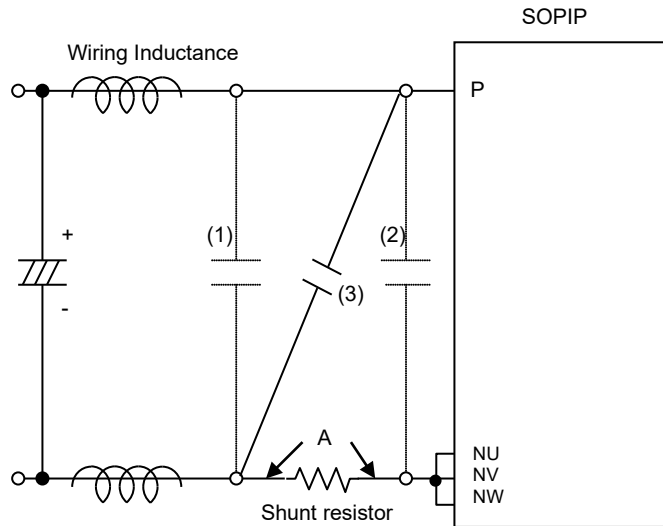 SOPIP
Wiring Inductance
P
+
(1)
(2)
(3)
-
A
NU
NV
NW
Shunt resistor